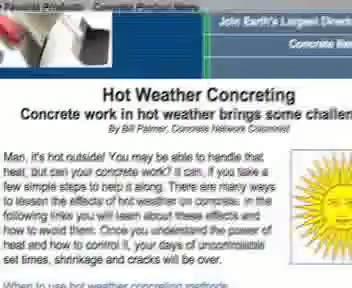 Favorite Products   Concrete Product News
Join Earth's Largest Direct
Concrete
Hot Weather Concreting
Concrete work in hot weather brings some challen
By Bill Palmer, Concrete Network Columnist
Man, it's hot outside! You may be able to handle that
heat, but can your concrete work? It can, if you take a
few simple steps to help it along. There are many ways
to lessen the effects of hot weather on concrete. In the
following links you will learn about these effects and
how to avoid them. Once you understand the power of
heat and how to control it, your days of uncontrollable
set times, shrinkage and cracks will be over.
When to use hot weather concreting methods